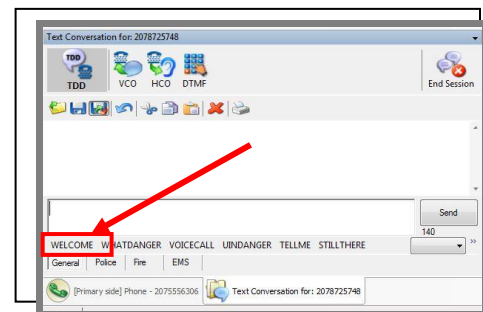 Text Conversation for: 2078725748
TDD
TDD VCO HCO DTMF End Session
Send
140
WELCOME WHATDANGER VOICECALL UINDANGER TELLME STILLTHERE
General Police Fire EMS
[Primary side] Phone - 2075556306 Text Conversation for: 2078725748